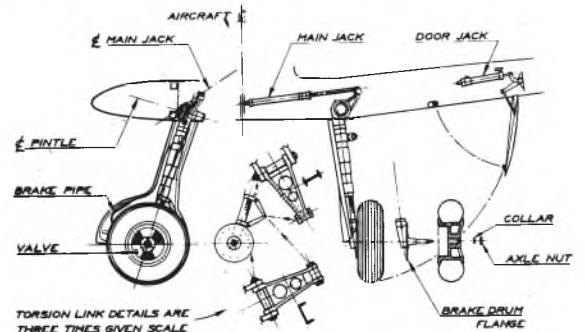 AIRCRAFT
℄ MAIN JACK
MAIN JACK
DOOR JACK
℄ PINTLE
BRAKE PIPE
VALVE
COLLAR
AXLE NUT
BRAKE DRUM
FLANGE
TORSION LINK DETAILS ARE
THREE TIMES GIVEN SCALE